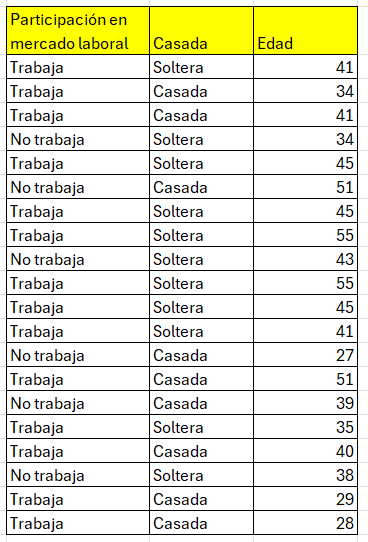 Participación en
mercado laboral Casada Edad
Trabaja Soltera 41
Trabaja Casada 34
Trabaja Casada 41
No trabaja Soltera 34
Trabaja Soltera 45
No trabaja Casada 51
Trabaja Soltera 45
Trabaja Soltera 55
No trabaja Soltera 43
Trabaja Soltera 55
Trabaja Soltera 45
Trabaja Soltera 41
No trabaja Casada 27
Trabaja Casada 51
No trabaja Casada 39
Trabaja Soltera 35
Trabaja Casada 40
No trabaja Soltera 38
Trabaja Casada 29
Trabaja Casada 28